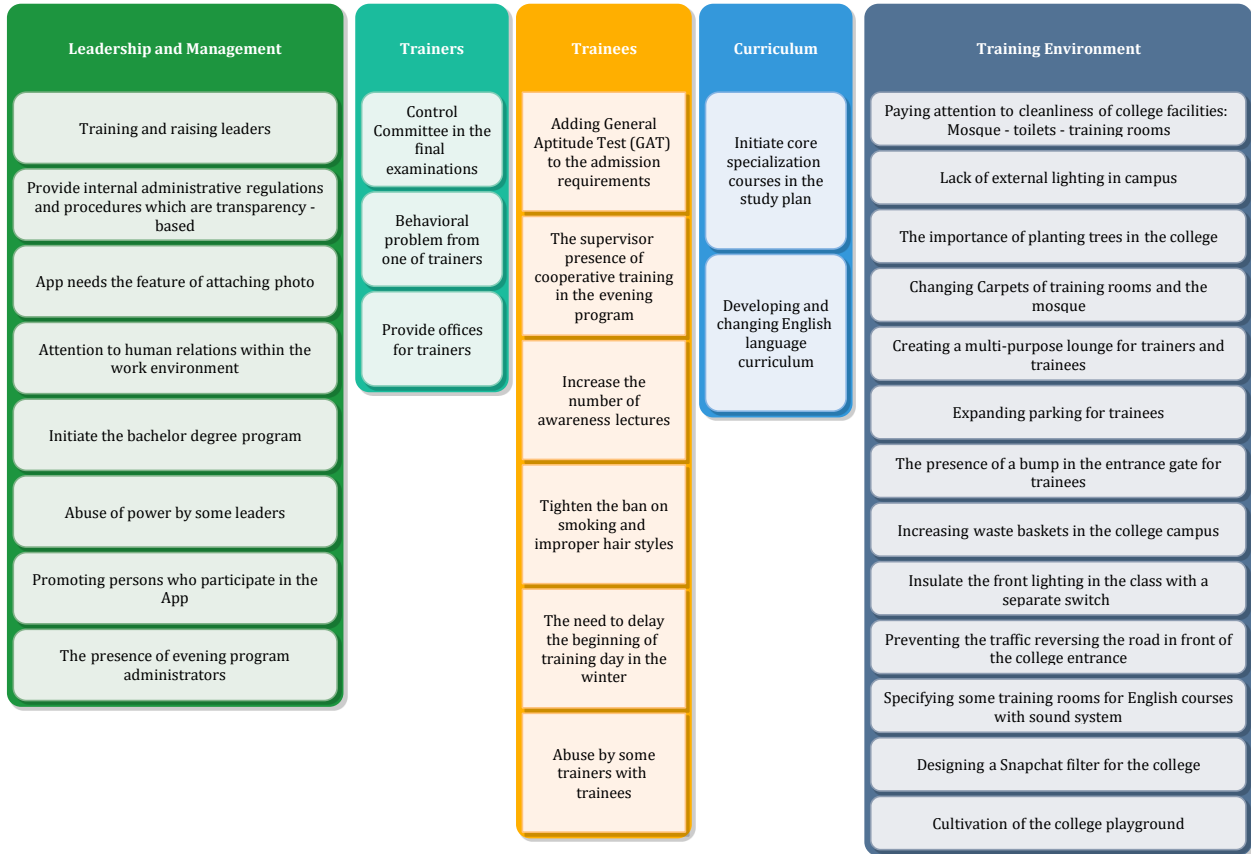 Leadership and Management
Training and raising leaders
Provide internal administrative regulations
and procedures which are transparency -
based
App needs the feature of attaching photo
Attention to human relations within the
work environment
Initiate the bachelor degree program
Abuse of power by some leaders
Promoting persons who participate in the
App
The presence of evening program
administrators
Trainers
Control
Committee in the
final
examinations
Behavioral
problem from
one of trainers
Provide offices
for trainers
Trainees
Adding General
Aptitude Test (GAT)
to the admission
requirements
The supervisor
presence of
cooperative training
in the evening
program
Increase the
number of
awareness lectures
Tighten the ban on
smoking and
improper hair styles
The need to delay
the beginning of
training day in the
winter
Abuse by some
trainers with
trainees
Curriculum
Initiate core
specialization
courses in the
study plan
Developing and
changing English
language
curriculum
Training Environment
Paying attention to cleanliness of college facilities:
Mosque - toilets - training rooms
Lack of external lighting in campus
The importance of planting trees in the college
Changing Carpets of training rooms and the
mosque
Creating a multi-purpose lounge for trainers and
trainees
Expanding parking for trainees
The presence of a bump in the entrance gate for
trainees
Increasing waste baskets in the college campus
Insulate the front lighting in the class with a
separate switch
Preventing the traffic reversing the road in front of
the college entrance
Specifying some training rooms for English courses
with sound system
Designing a Snapchat filter for the college
Cultivation of the college playground